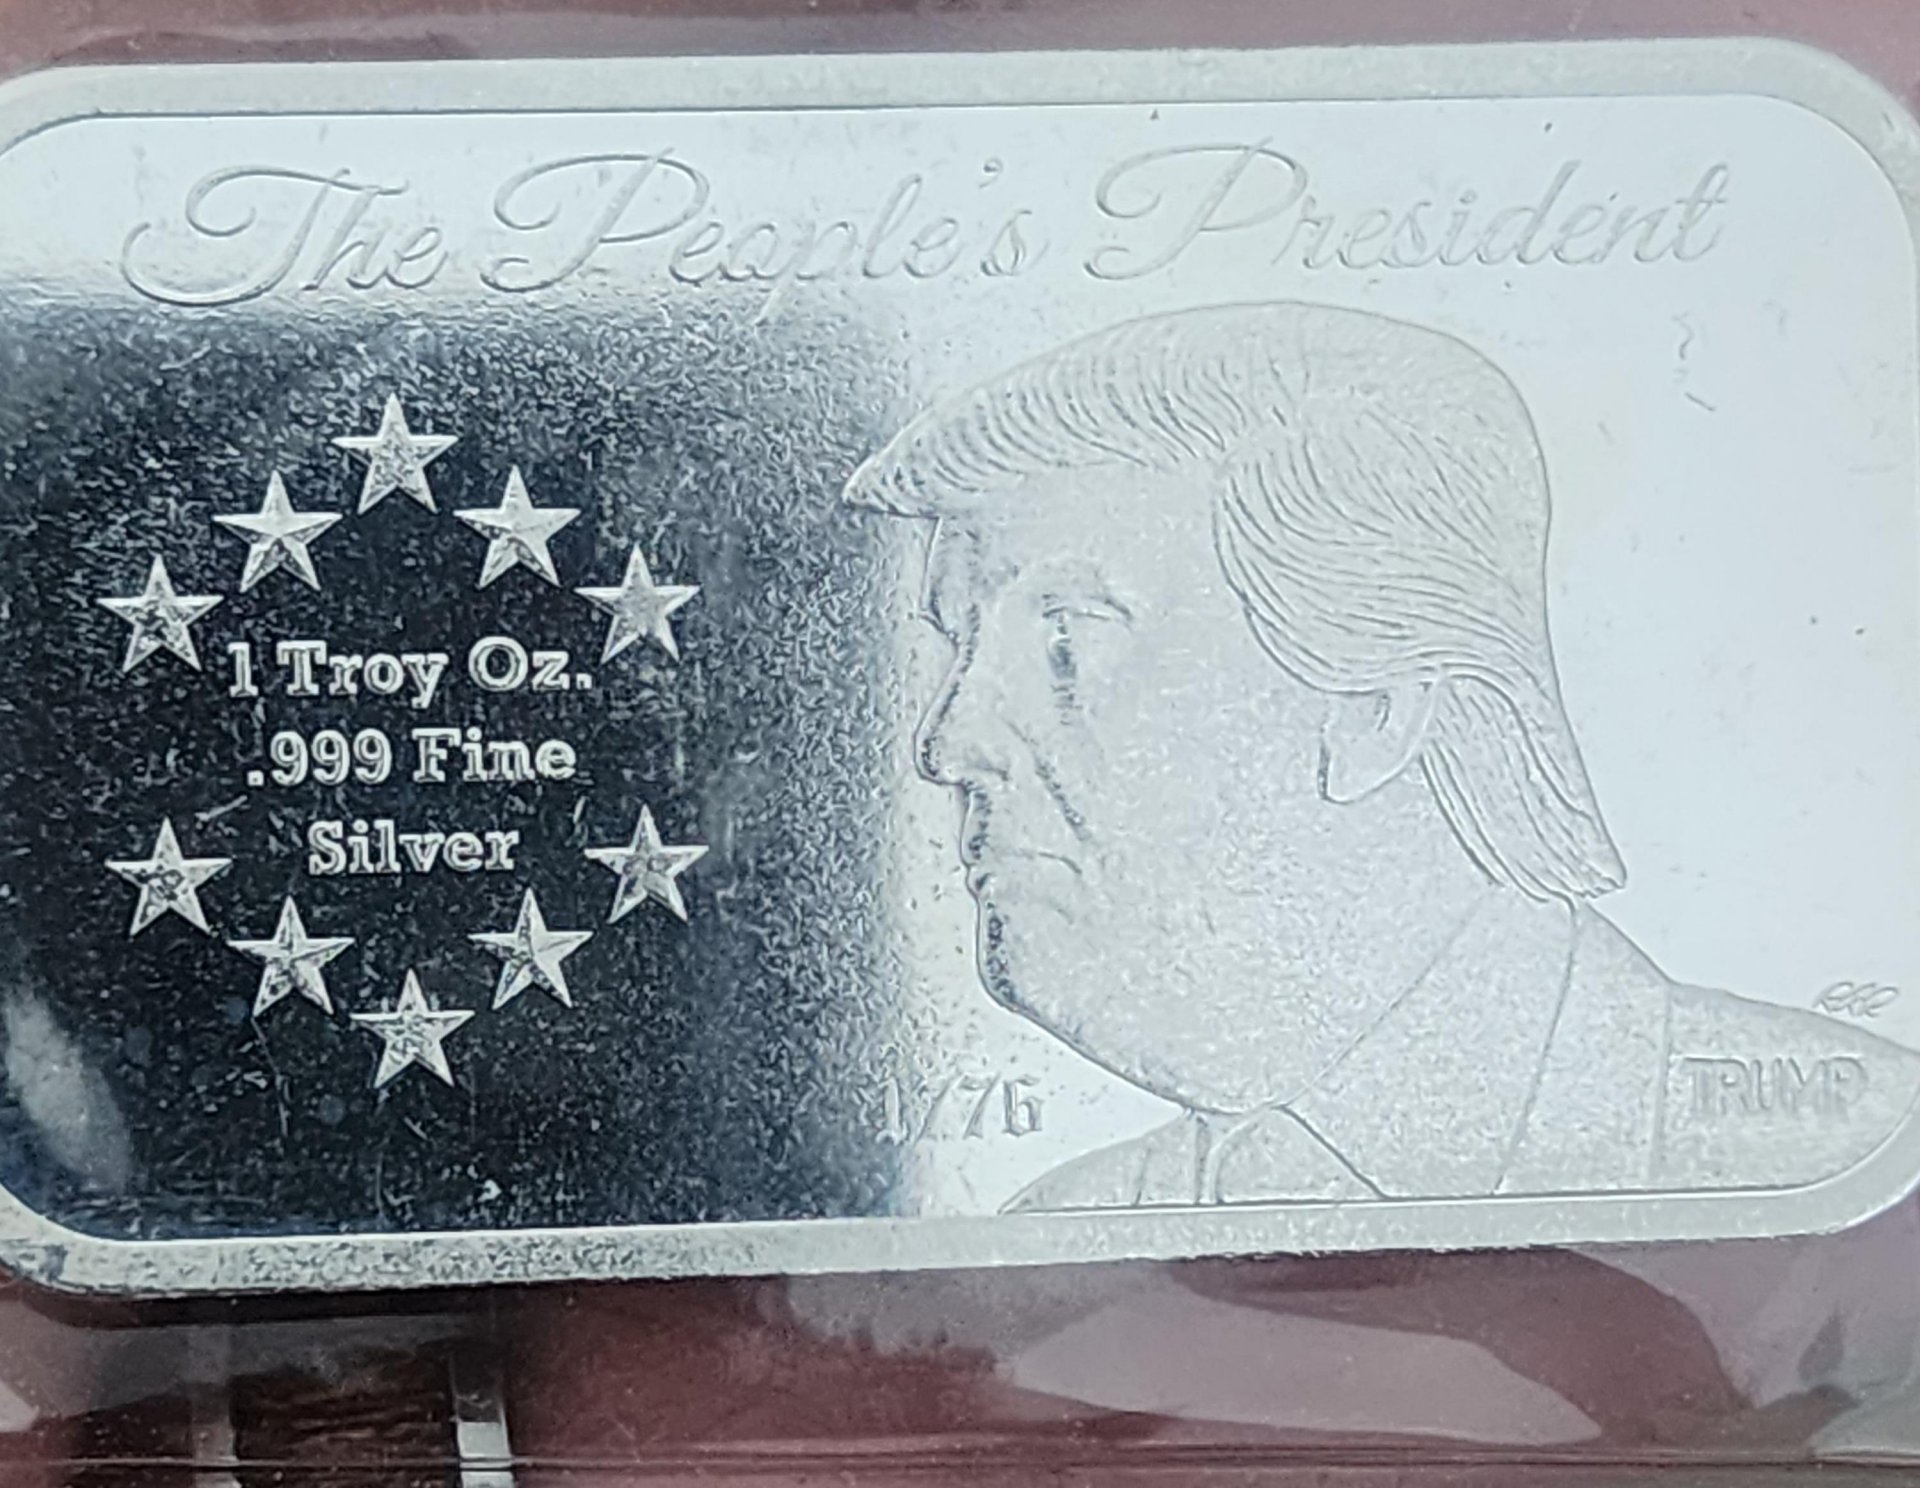 The People's President
1 Troy Oz.
.999 Fine
Silver
1776
TRUMP